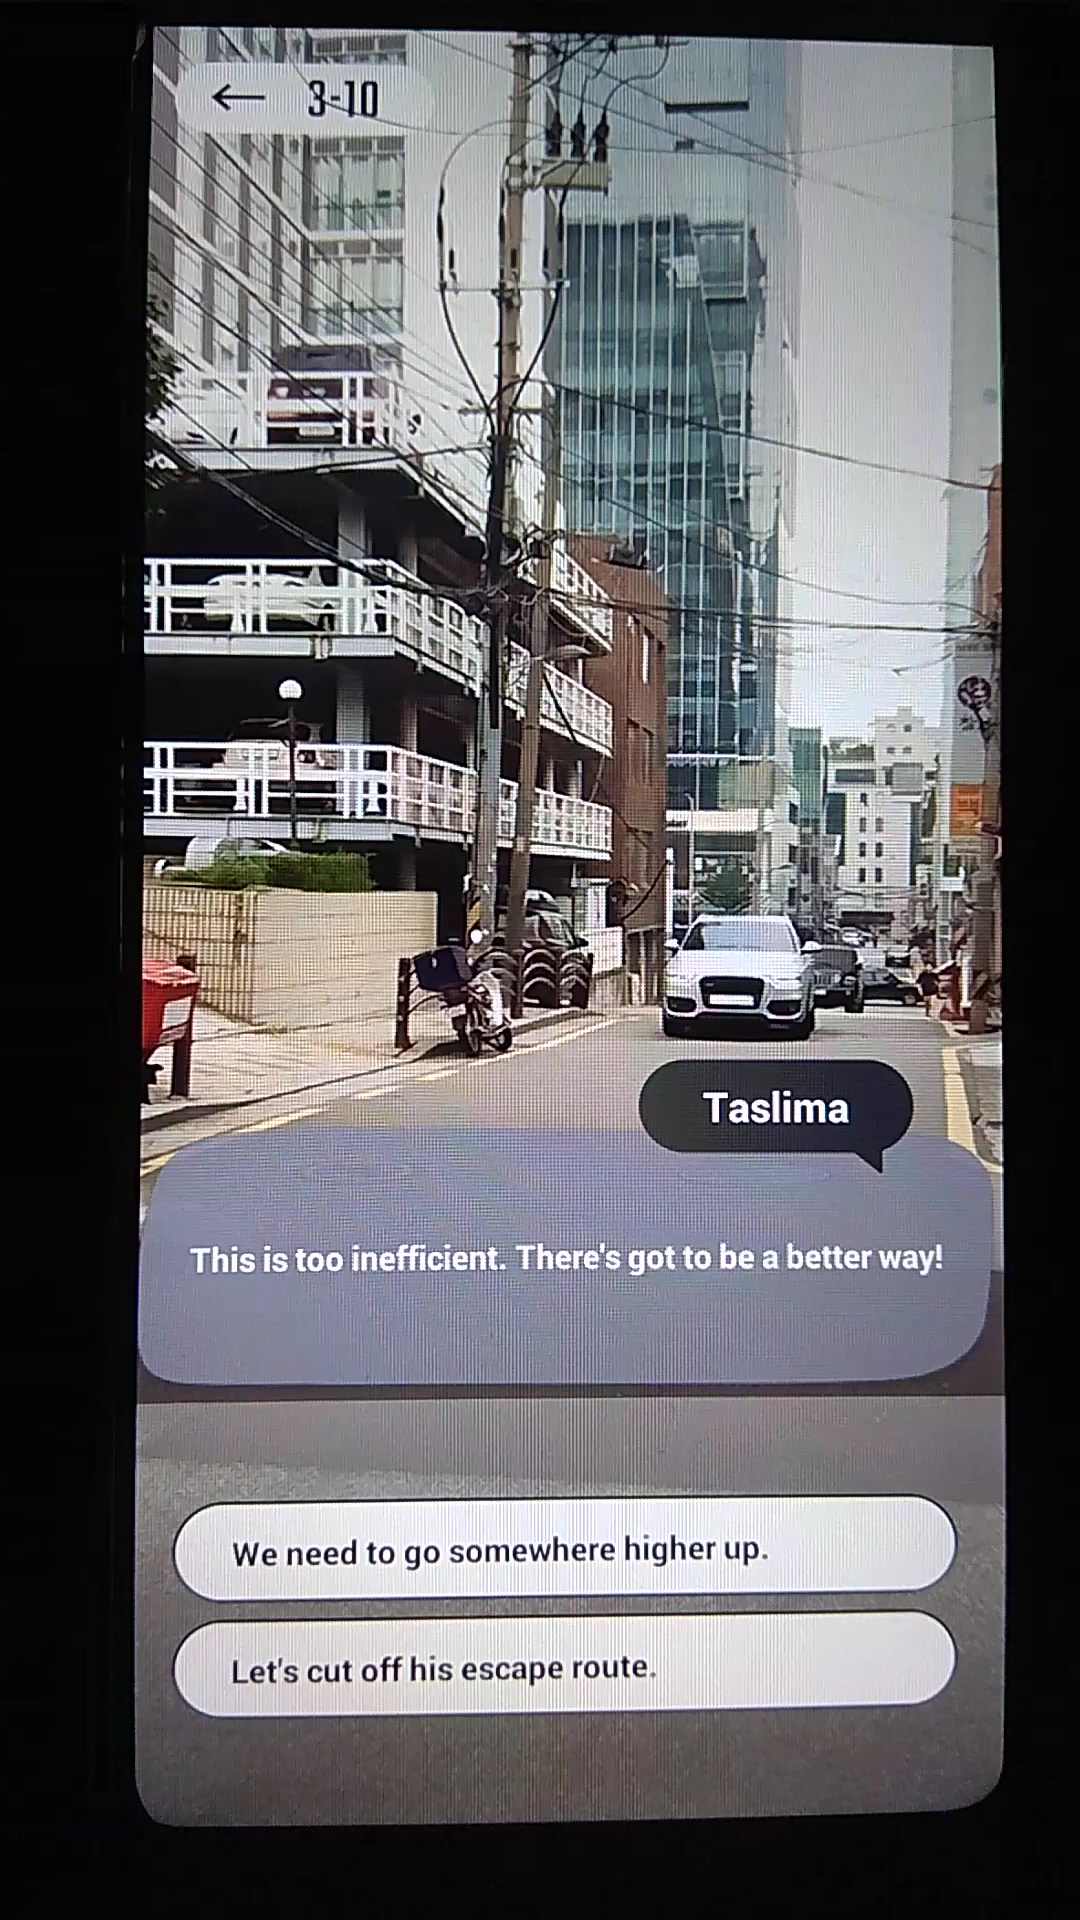 3-10
Taslima
This is too inefficient. There's got to be a better way!
We need to go somewhere higher up.
Let's cut off his escape route.